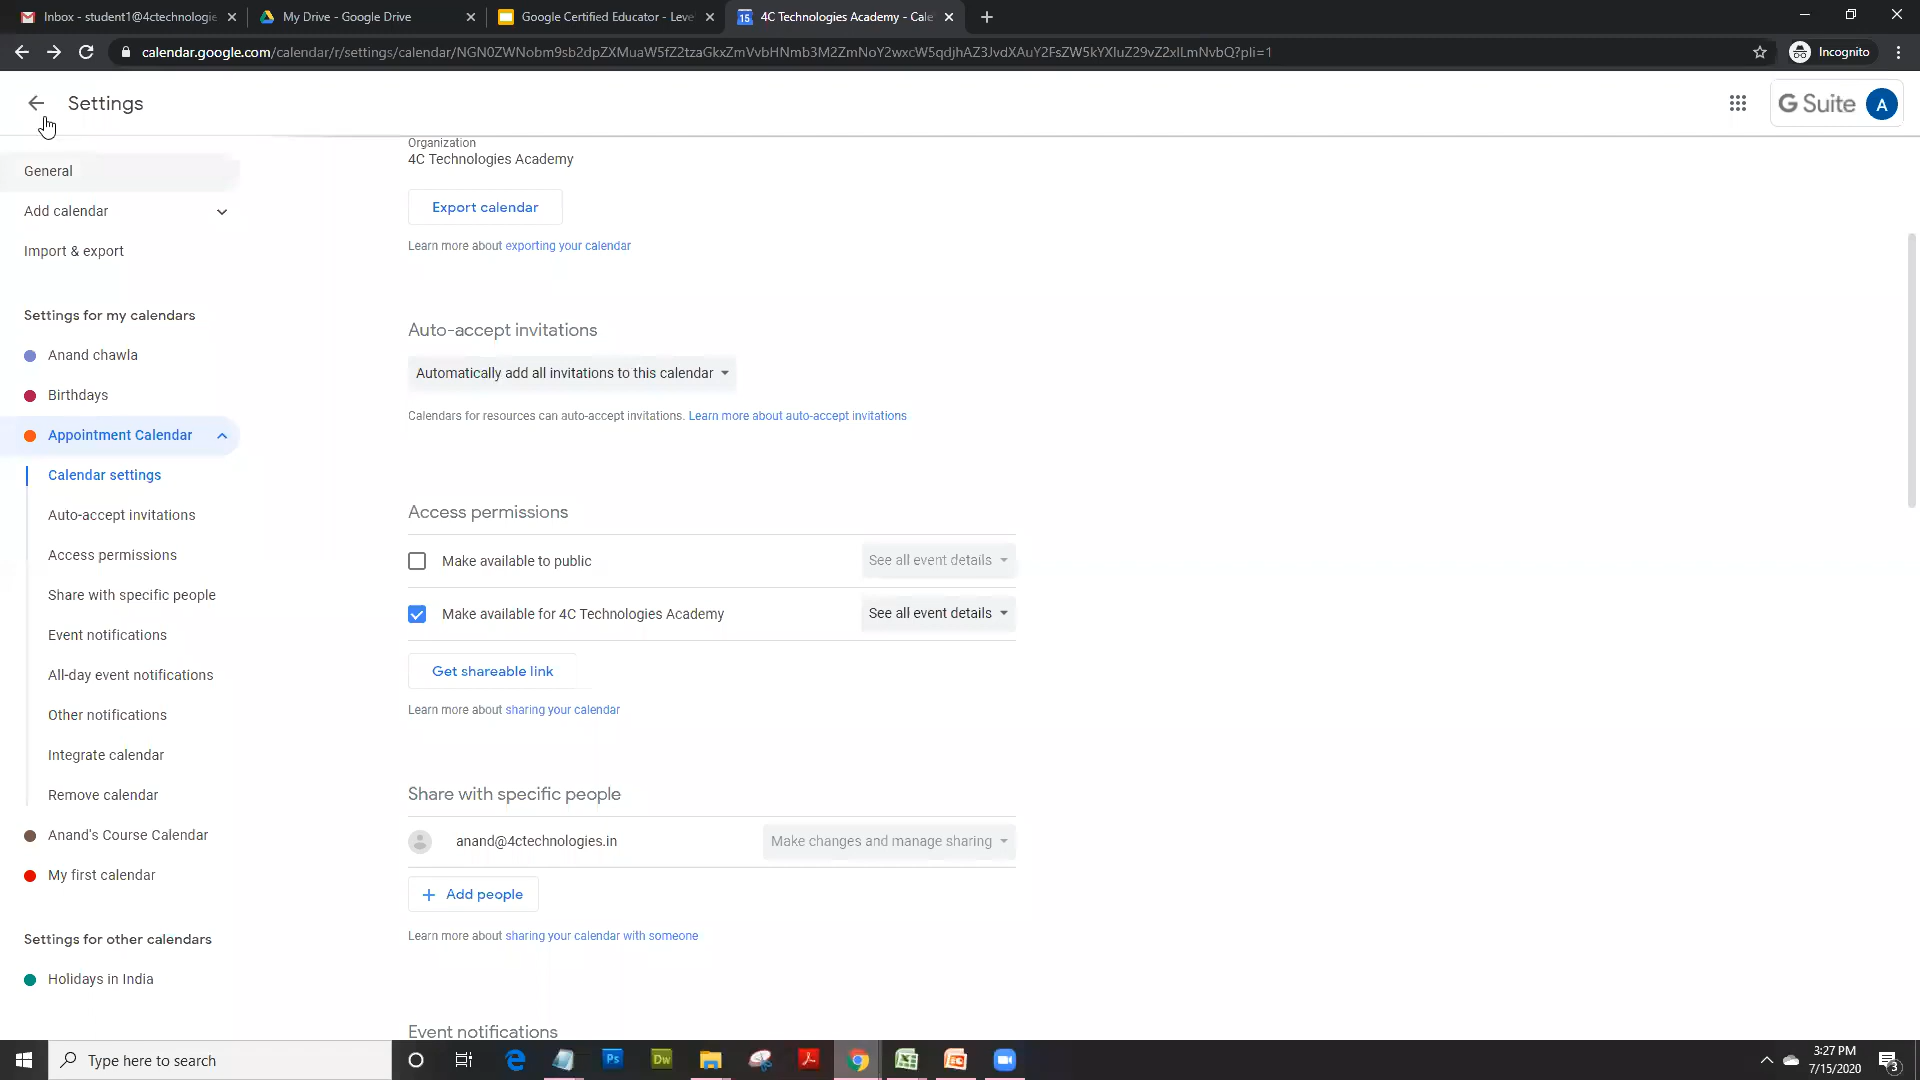 Inbox - student1@4ctechnologie
My Drive - Google Drive
Google Certified Educator - Leve
4C Technologies Academy - Cale
calendar.google.com/calendar/r/settings/calendar/NGN0ZWNobm9sb2dpZXMuaW5fZ2tzaGkxZmVvbHNmb3M2ZmNoY2wxcW5qdjhAZ3JvdXAuY2FsZW5kYXIuZ29vZ2xlLmNvbQ?pli=1
Incognito
Settings
G Suite
A
General
Add calendar
Import & export
Settings for my calendars
Anand chawla
Birthdays
Appointment Calendar
Calendar settings
Auto-accept invitations
Access permissions
Share with specific people
Event notifications
All-day event notifications
Other notifications
Integrate calendar
Remove calendar
Anand's Course Calendar
My first calendar
Settings for other calendars
Holidays in India
Organization
4C Technologies Academy
Export calendar
Learn more about exporting your calendar
Auto-accept invitations
Automatically add all invitations to this calendar
Calendars for resources can auto-accept invitations. Learn more about auto-accept invitations
Access permissions
Make available to public
See all event details
Make available for 4C Technologies Academy
See all event details
Get shareable link
Learn more about sharing your calendar
Share with specific people
anand@4ctechnologies.in
Make changes and manage sharing
Add people
Learn more about sharing your calendar with someone
Event notifications
Type here to search
Ps
Dw
3:27 PM
7/15/2020
3